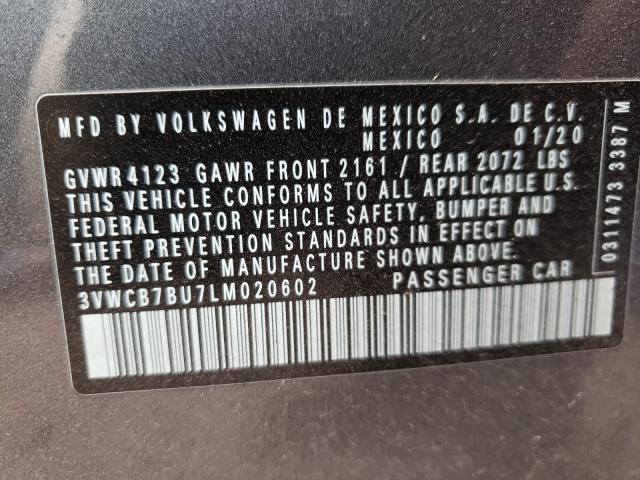 MFD BY VOLKSWAGEN DE MEXICO S.A. DE C.V.
MEXICO 01/20
GVWR 4123 GAWR FRONT 2161 / REAR 2072 LBS
THIS VEHICLE CONFORMS TO ALL APPLICABLE U.S.
FEDERAL MOTOR VEHICLE SAFETY, BUMPER AND
THEFT PREVENTION STANDARDS IN EFFECT ON
THE DATE OF MANUFACTURE SHOWN ABOVE.
3VWCB7BU7LM020602 PASSENGER CAR
0311473 3387 M